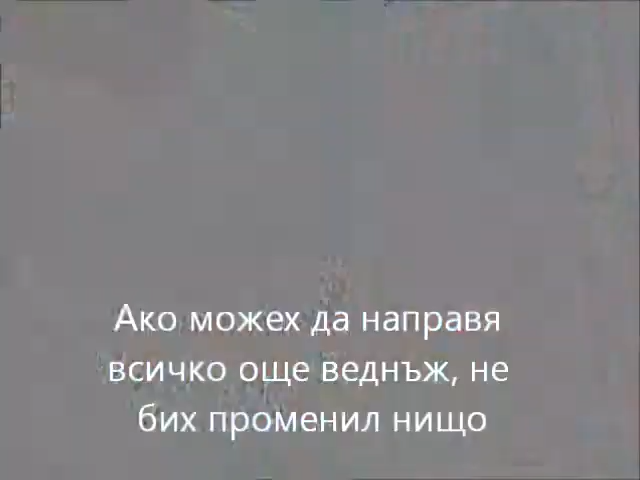 Ако можех да направя
всичко още веднъж, не
бих променил нищо